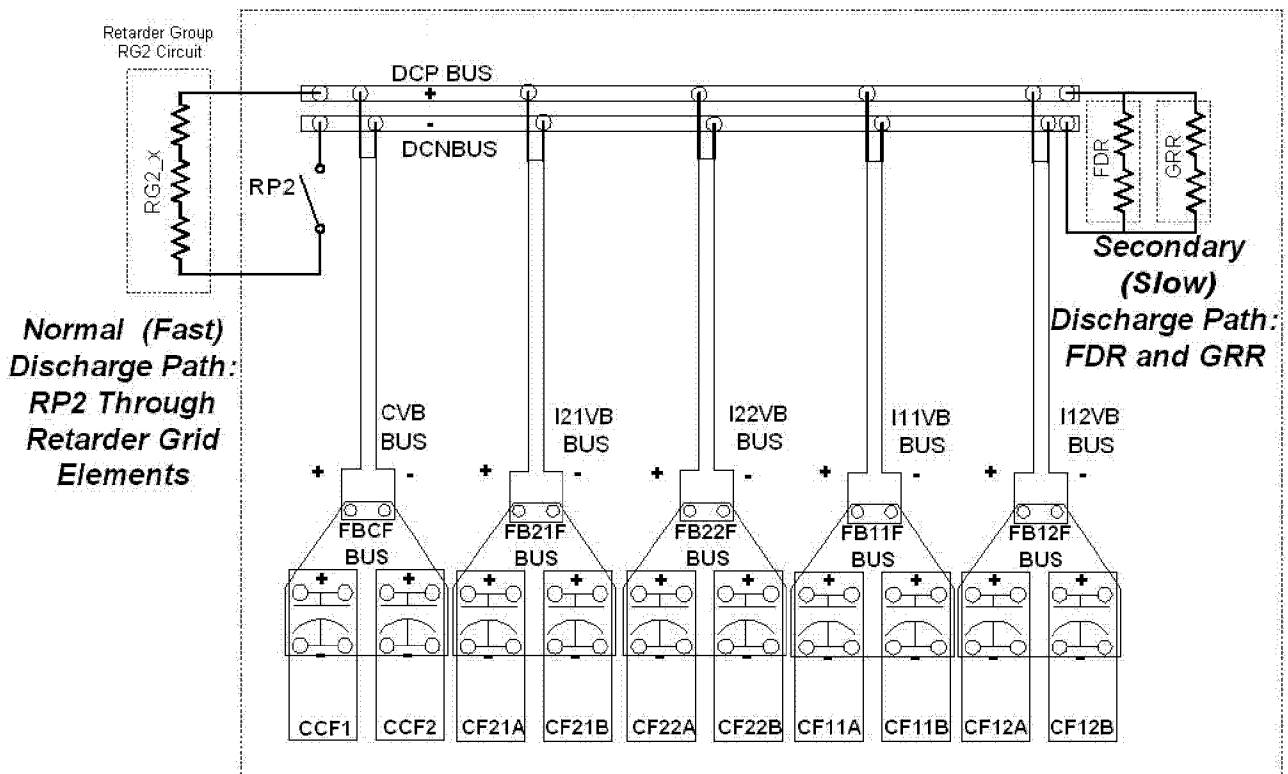 Retarder Group
RG2 Circuit
DCP BUS
+
-
DCNBUS
RG2_X
RP2
FDR
GRR
Secondary
(Slow)
Discharge Path:
FDR and GRR
Normal (Fast)
Discharge Path:
RP2 Through
Retarder Grid
Elements
CVB
BUS
I21VB
BUS
I22VB
BUS
I11VB
BUS
I12VB
BUS
+ - + - + - + - + -
FBCF
BUS
FB21F
BUS
FB22F
BUS
FB11F
BUS
FB12F
BUS
+ + + + + + + + + +
- - - - - - - - - -
CCF1 CCF2 CF21A CF21B CF22A CF22B CF11A CF11B CF12A CF12B